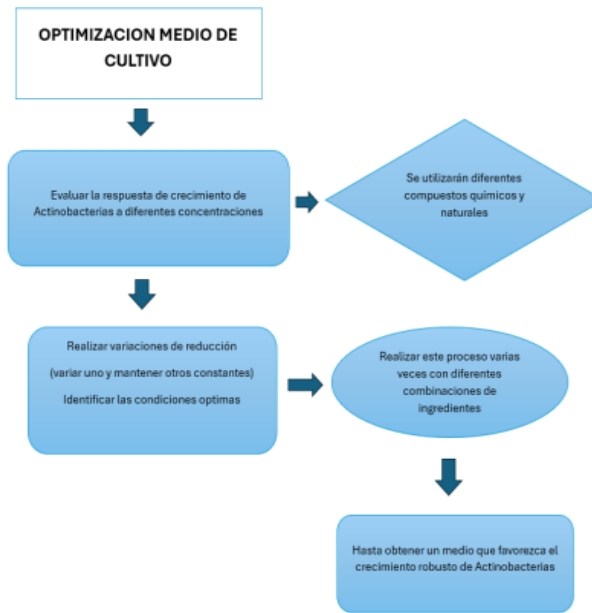 OPTIMIZACION MEDIO DE
CULTIVO
Evaluar la respuesta de crecimiento de
Actinobacterias a diferentes concentraciones
Se utilizarán diferentes
compuestos químicos y
naturales
Realizar variaciones de reducción
(variar uno y mantener otros constantes)
Identificar las condiciones optimas
Realizar este proceso varias
veces con diferentes
combinaciones de
ingredientes
Hasta obtener un medio que favorezca el
crecimiento robusto de Actinobacterias